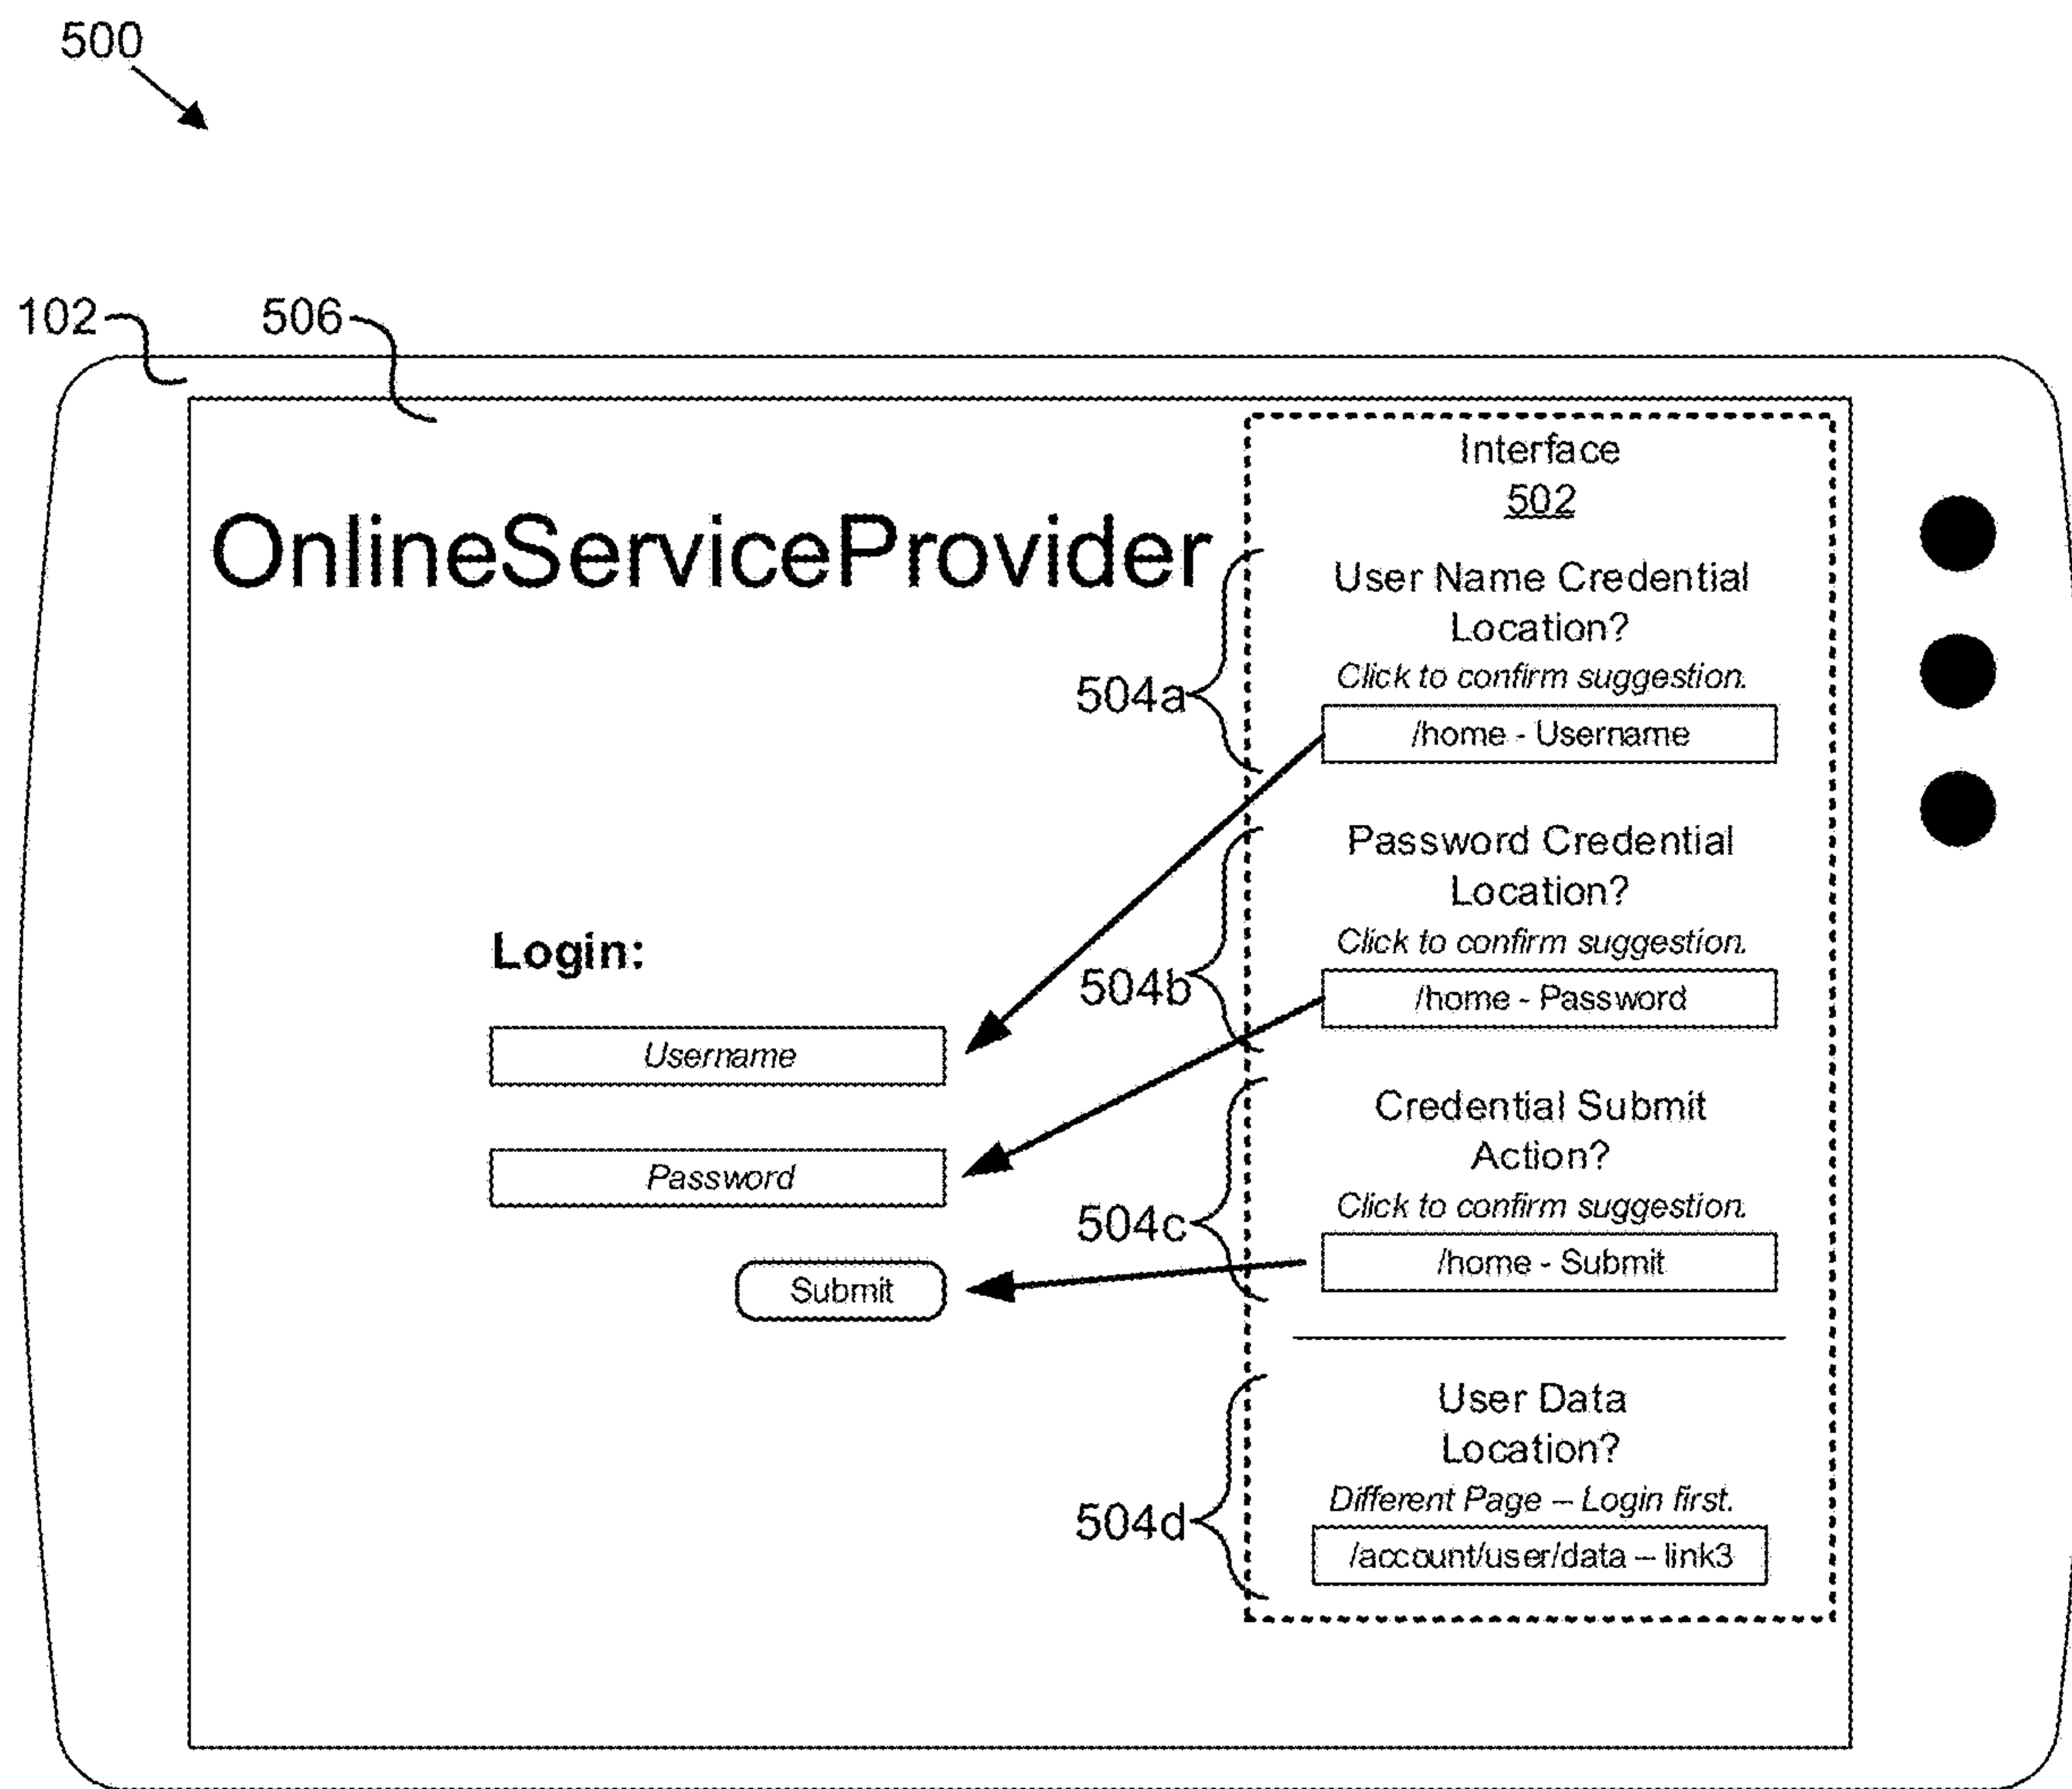 500
102
506
OnlineServiceProvider
Login:
Username
Password
Submit
Interface
502
504a
User Name Credential
Location?
Click to confirm suggestion.
/home - Username
504b
Password Credential
Location?
Click to confirm suggestion.
/home - Password
504c
Credential Submit
Action?
Click to confirm suggestion.
/home - Submit
504d
User Data
Location?
Different Page – Login first.
/account/user/data – link3